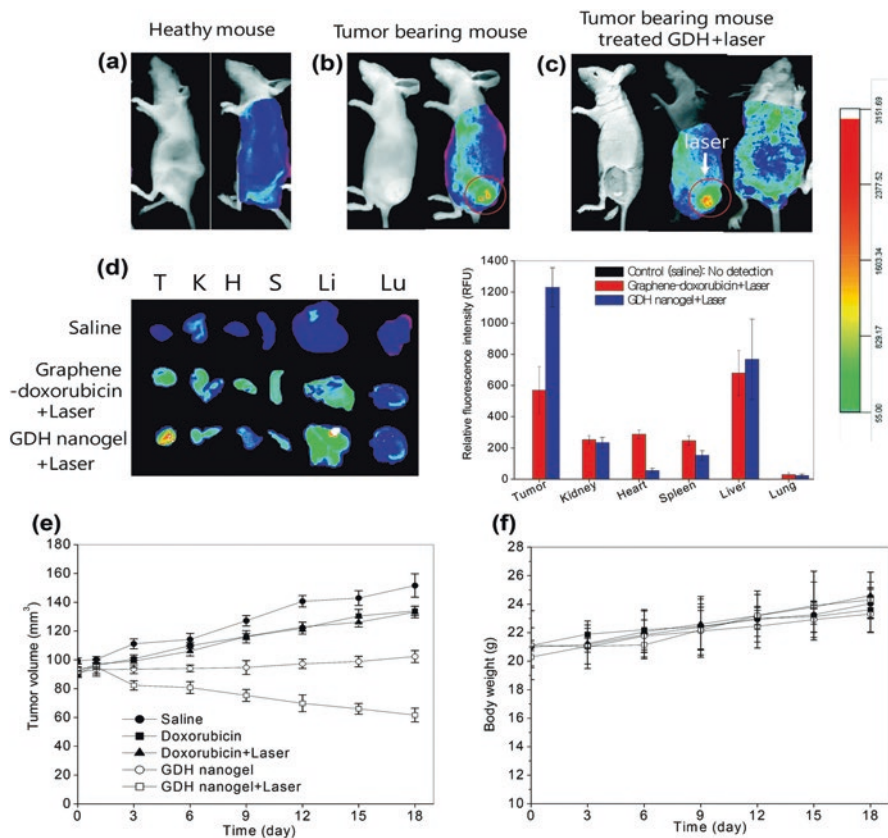 Heathy mouse
Tumor bearing mouse
Tumor bearing mouse
treated GDH+laser
(a)
(b)
(c)
laser
3151.69
2377.52
1603.34
829.17
55.00
(d)
T K H S Li Lu
Saline
Graphene
-doxorubicin
+Laser
GDH nanogel
+Laser
Relative fluorescence intensity (RFU)
1400
1200
1000
800
600
400
200
0
Control (saline): No detection
Graphene-doxorubicin+Laser
GDH nanogel+Laser
Tumor Kidney Heart Spleen Liver Lung
(e)
Tumor volume (mm³)
180
160
140
120
100
80
60
40
20
0
Saline
Doxorubicin
Doxorubicin+Laser
GDH nanogel
GDH nanogel+Laser
0 3 6 9 12 15 18
Time (day)
(f)
Body weight (g)
28
26
24
22
20
18
16
14
12
10
0 3 6 9 12 15 18
Time (day)